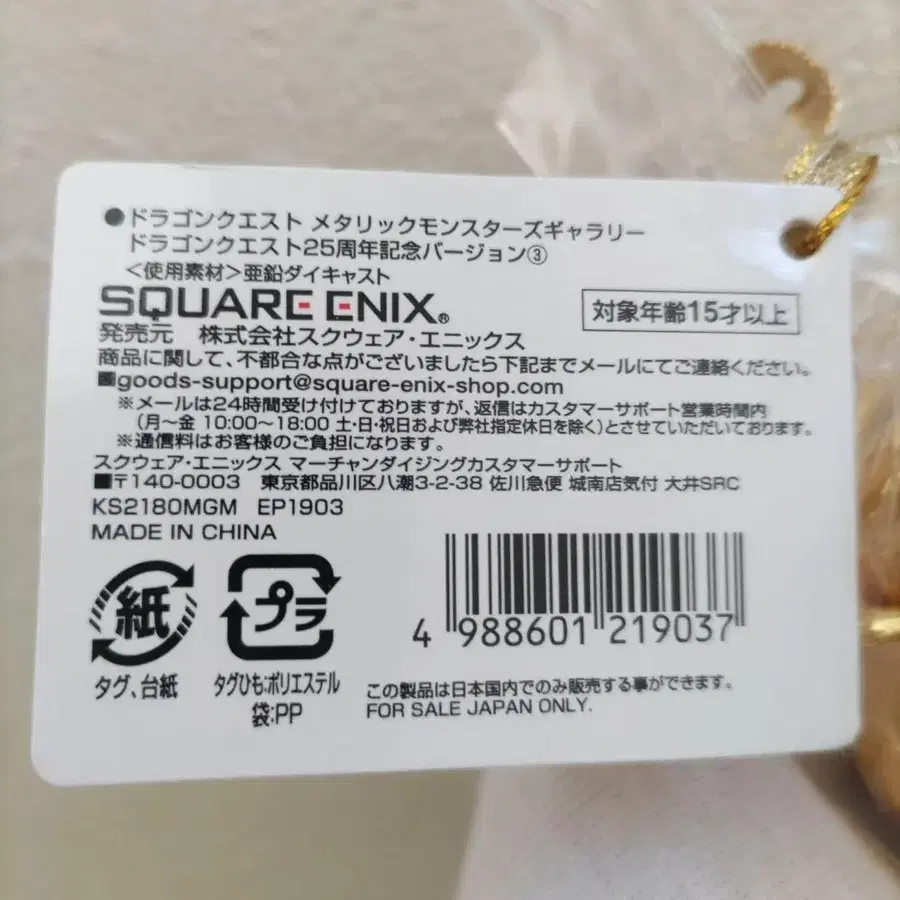 ●ドラゴンクエスト メタリックモンスターズギャラリー
ドラゴンクエスト25周年記念バージョン③
<使用素材>亜鉛ダイキャスト
SQUARE ENIX®
対象年齢15才以上
発売元 株式会社スクウェア・エニックス
商品に関して、不都合な点がございましたら下記までメールにてご連絡ください。
■goods-support@square-enix-shop.com
※メールは24時間受け付けておりますが、返信はカスタマーサポート営業時間内
(月〜金 10:00〜18:00 土・日・祝日および弊社指定休日を除く)とさせていただいております。
※通信料はお客様のご負担になります。
スクウェア・エニックス マーチャンダイジングカスタマーサポート
■〒140-0003 東京都品川区八潮3-2-38 佐川急便 城南店気付 大井SRC
KS2180MGM EP1903
MADE IN CHINA
紙
プラ
4 988601 219037
タグ、台紙
タグひも:ポリエステル
袋:PP
この製品は日本国内でのみ販売する事ができます。
FOR SALE JAPAN ONLY.